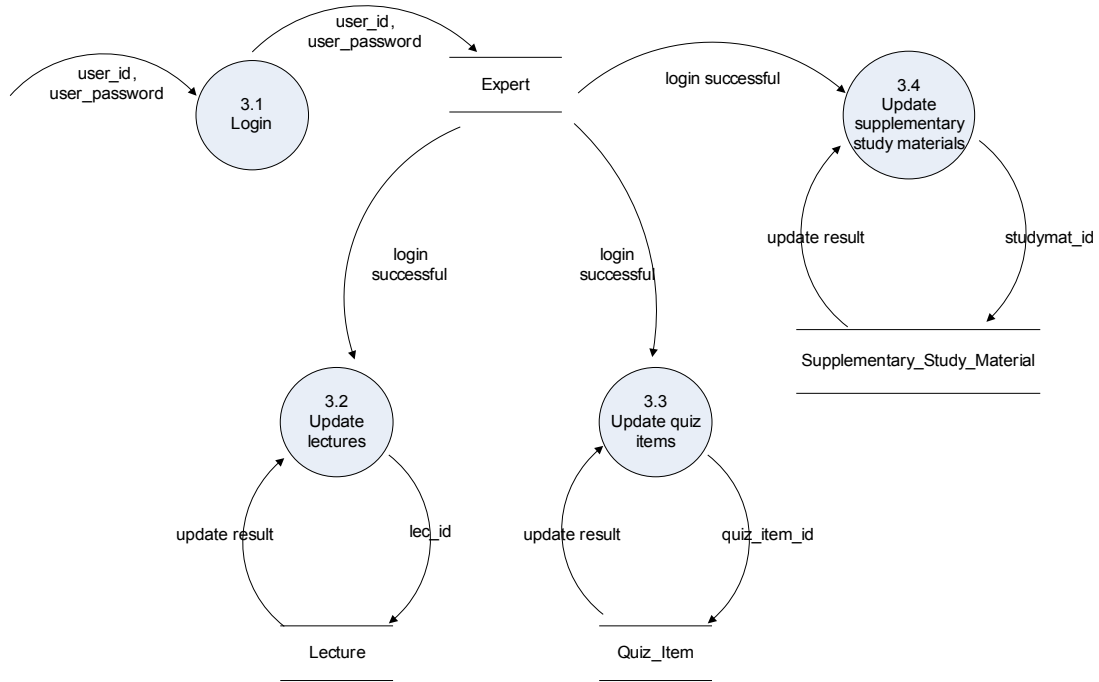 user_id,
user_password
user_id,
user_password
3.1
Login
Expert
login successful
3.4
Update
supplementary
study materials
update result
studymat_id
Supplementary_Study_Material
login
successful
login
successful
3.2
Update
lectures
3.3
Update quiz
items
update result
lec_id
update result
quiz_item_id
Lecture
Quiz_Item